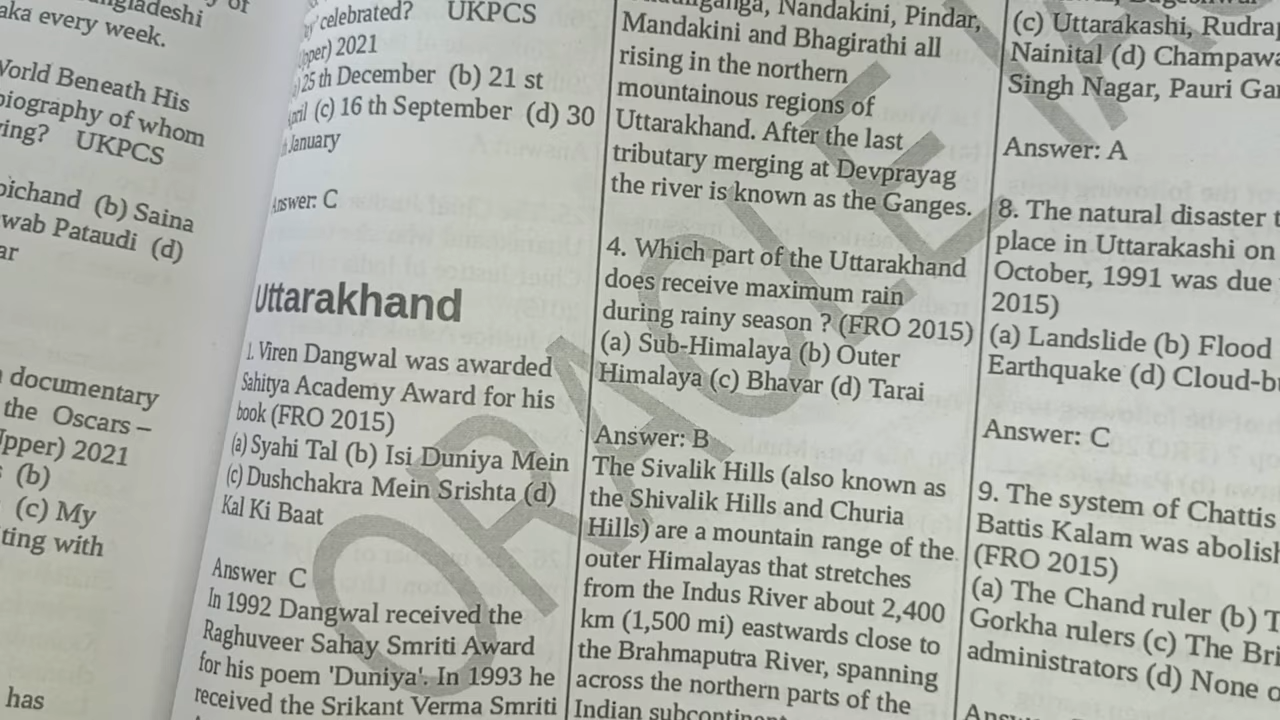 ngladeshi
aka every week.
World Beneath His
biography of whom
UKPCS
(b) Saina
Pataudi (d)
documentary
the Oscars –
2021
(b)
(c) My
with
has
celebrated? UKPCS
2021
25 th December (b) 21 st
(c) 16 th September (d) 30
January
Answer: C
Uttarakhand
1. Viren Dangwal was awarded
Sahitya Academy Award for his
book (FRO 2015)
(a) Syahi Tal (b) Isi Duniya Mein
(c) Dushchakra Mein Srishta (d)
Kal Ki Baat
Answer C
In 1992 Dangwal received the
Raghuveer Sahay Smriti Award
for his poem 'Duniya'. In 1993 he
received the Srikant Verma Smriti
Nandakini, Pindar,
Mandakini and Bhagirathi all
rising in the northern
mountainous regions of
Uttarakhand. After the last
tributary merging at Devprayag
the river is known as the Ganges.
4. Which part of the Uttarakhand
does receive maximum rain
during rainy season ? (FRO 2015)
(a) Sub-Himalaya (b) Outer
Himalaya (c) Bhavar (d) Tarai
Answer: B
The Sivalik Hills (also known as
the Shivalik Hills and Churia
Hills) are a mountain range of the
outer Himalayas that stretches
from the Indus River about 2,400
km (1,500 mi) eastwards close to
the Brahmaputra River, spanning
across the northern parts of the
Indian
(c) Uttarakashi,
Nainital (d)
Singh Nagar, Pauri
Answer: A
8. The natural disaster
place in Uttarakashi on
October, 1991 was due
2015)
(a) Landslide (b) Flood
Earthquake (d)
Answer: C
9. The system of Chattis
Battis Kalam was
(FRO 2015)
(a) The Chand ruler (b)
Gorkha rulers (c) The
administrators (d) None
ORACLE